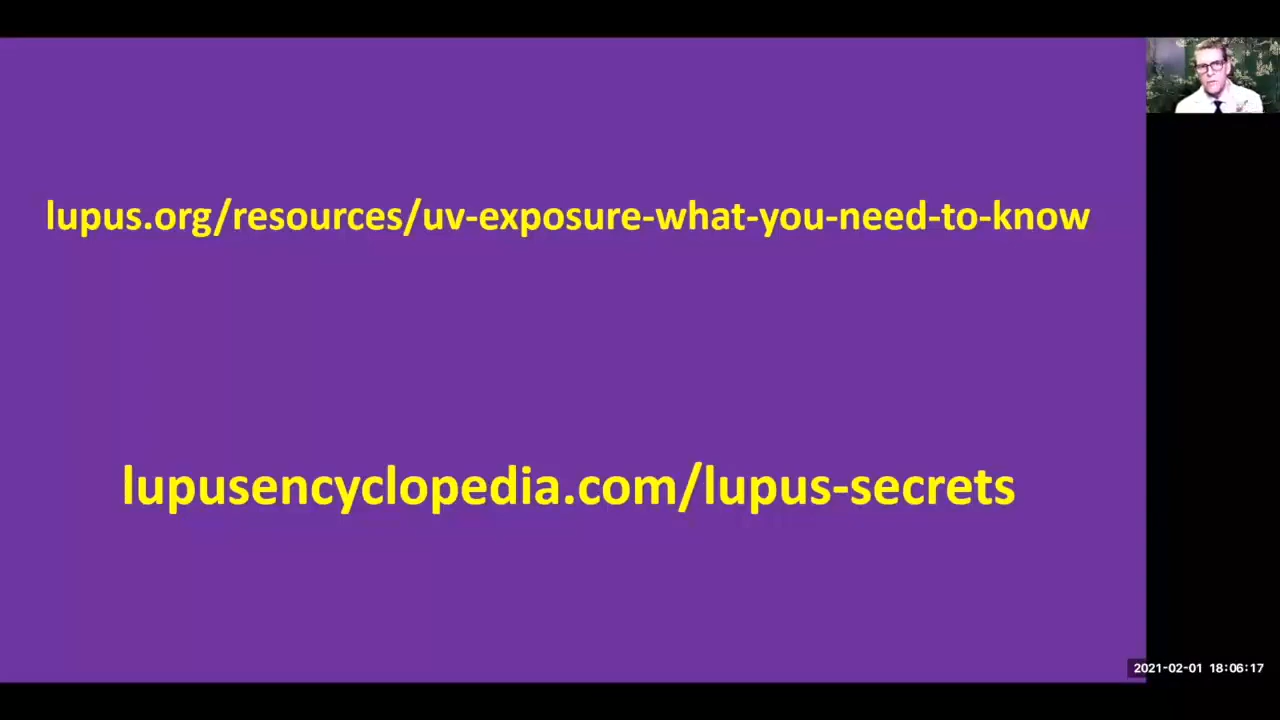 lupus.org/resources/uv-exposure-what-you-need-to-know
lupusencyclopedia.com/lupus-secrets
2021-02-01 18:06:17